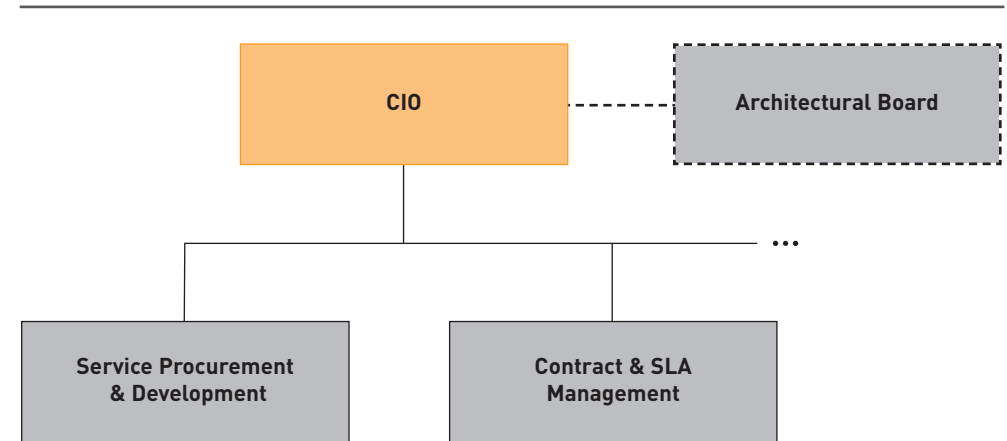 CIO
Architectural Board
...
Service Procurement
& Development
Contract & SLA
Management